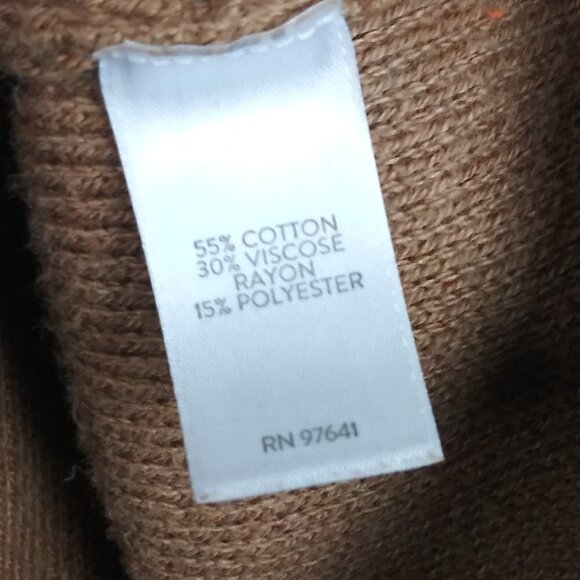 55% COTTON
30% VISCOSE
RAYON
15% POLYESTER
RN 97641